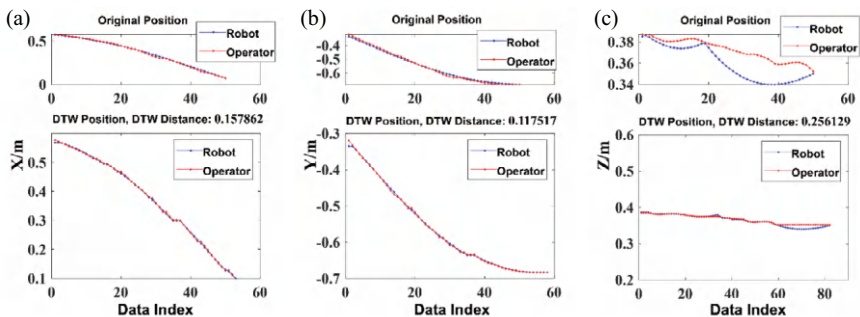 (a)
Original Position
0.5
0
Robot
Operator
0 20 40 60
DTW Position, DTW Distance: 0.157862
X/m
0.5
0.4
0.3
0.2
0.1
Robot
Operator
0 20 40 60
Data Index
(b)
Original Position
-0.4
-0.5
-0.6
Robot
Operator
0 20 40 60
DTW Position, DTW Distance: 0.117517
Y/m
-0.3
-0.4
-0.5
-0.6
-0.7
Robot
Operator
0 20 40 60
Data Index
(c)
Original Position
0.38
0.36
0.34
Robot
Operator
0 20 40 60
DTW Position, DTW Distance: 0.256129
Z/m
0.6
0.5
0.4
0.3
0.2
Robot
Operator
0 20 40 60 80 100
Data Index